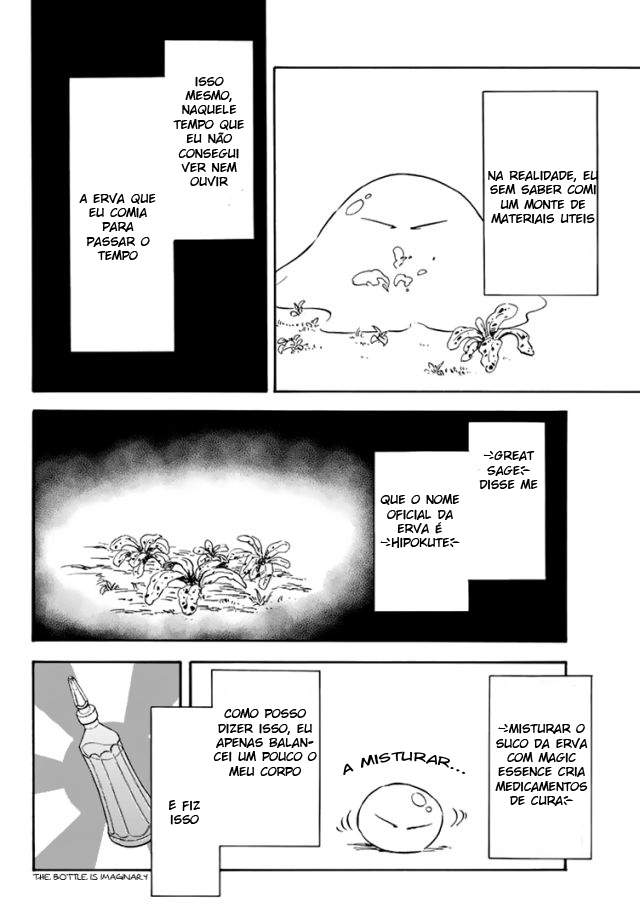 NA REALIDADE, EU
SEM SABER COMI
UM MONTE DE
MATERIAIS UTEIS
ISSO
MESMO,
NAQUELE
TEMPO QUE
EU NÃO
CONSEGUI
VER NEM
OUVIR
A ERVA QUE
EU COMIA
PARA
PASSAR O
TEMPO
->GREAT
SAGE>-
DISSE ME
QUE O NOME
OFICIAL DA
ERVA É
->HIPOKUTE>-
->MISTURAR O
SUCO DA ERVA
COM MAGIC
ESSENCE CRIA
MEDICAMENTOS
DE CURA>-
A MISTURAR...
COMO POSSO
DIZER ISSO, EU
APENAS BALAN-
CEI UM POUCO O
MEU CORPO
E FIZ
ISSO
THE BOTTLE IS IMAGINARY